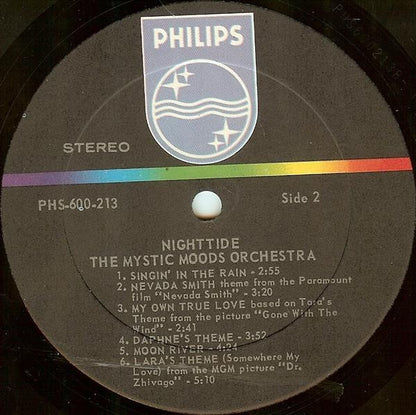 PHILIPS
STEREO
PHS-600-213
Side 2
NIGHTTIDE
THE MYSTIC MOODS ORCHESTRA
1. SINGIN' IN THE RAIN - 2:55
2. NEVADA SMITH theme from the Paramount
film "Nevada Smith" - 3:20
3. MY OWN TRUE LOVE based on Tara's
Theme from the picture "Gone With The
Wind" - 2:41
4. DAPHNE'S THEME - 3:52
5. MOON RIVER - 4:24
6. LARA'S THEME (Somewhere My
Love) from the MGM picture "Dr.
Zhivago" - 5:10